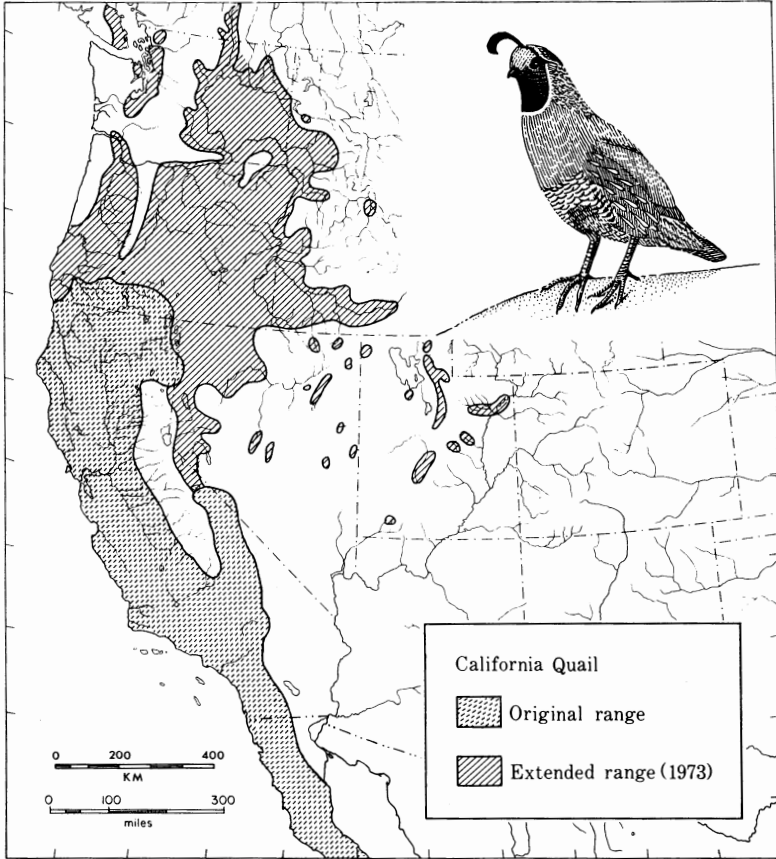 California Quail
Original range
Extended range (1973)
0 200 400
KM
0 100 300
miles